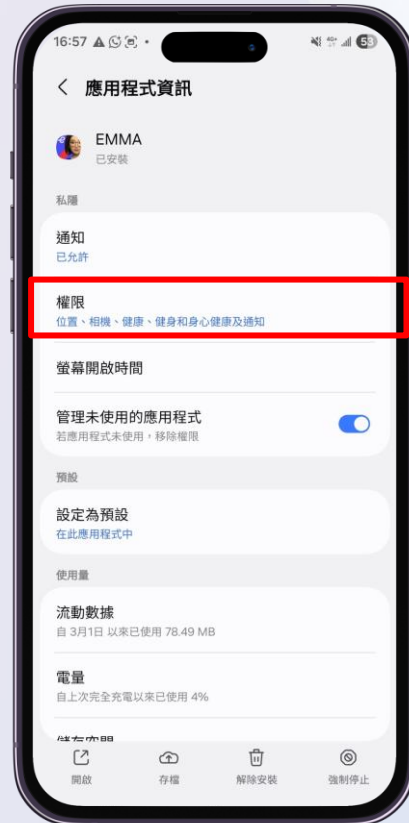 16:57
53
應用程式資訊
EMMA
已安裝
私隱
通知
已允許
權限
位置、相機、健康、健身和身心健康及通知
螢幕開啟時間
管理未使用的應用程式
若應用程式未使用,移除權限
預設
設定為預設
在此應用程式中
使用量
流動數據
自 3月1日 以來已使用 78.49 MB
電量
自上次完全充電以來已使用 4%
儲存空間
開啟
存檔
解除安裝
強制停止